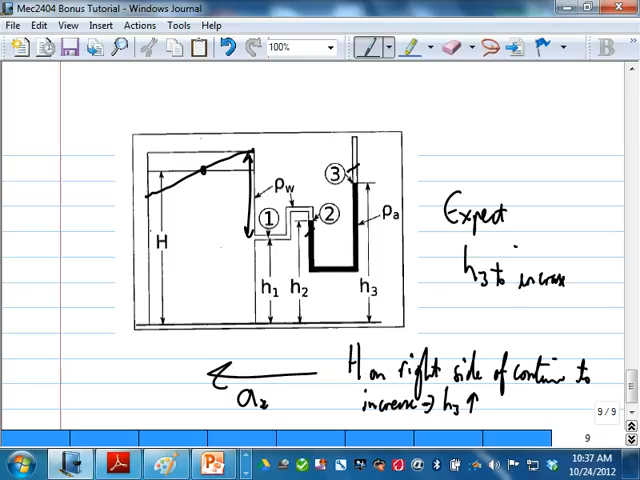 Mec2404 Bonus Tutorial - Windows Journal
File Edit View Insert Actions Tools Help
100% B
ρw
③
①
②
ρa
H
h1
h2
h3
Expect
h3 to increase
ax
H on right side of container to
increase → h3 ↑
9/9
9
10:37 AM
10/24/2012